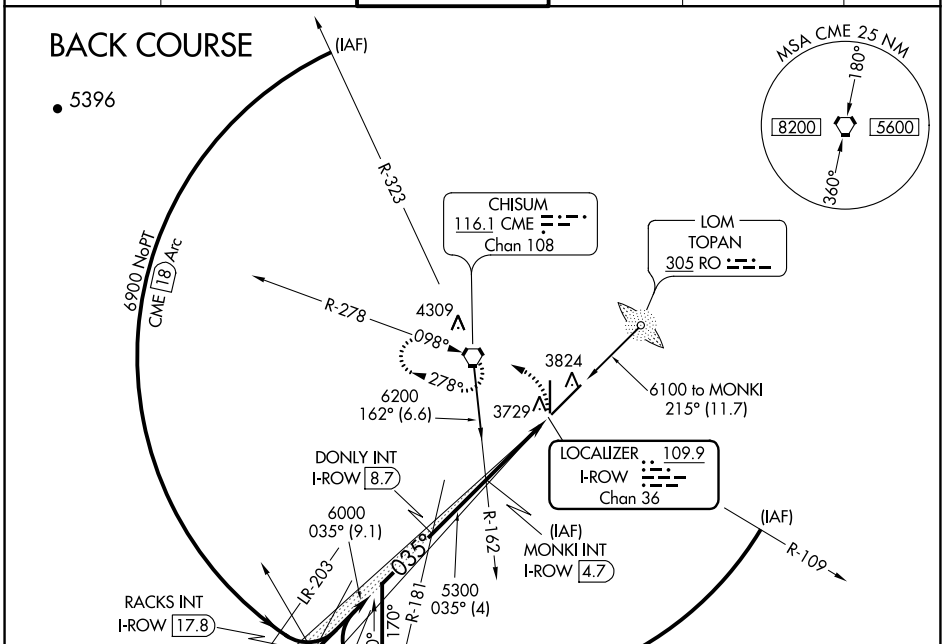 BACK COURSE
5396
(IAF)
MSA CME 25 NM
180°
8200
5600
360°
R-323
CHISUM
116.1 CME
Chan 108
LOM
TOPAN
305 RO
6900 NoPT
CME 18 Arc
R-278
4309
098°
278°
3824
6200
162° (6.6)
3729
6100 to MONKI
215° (11.7)
DONLY INT
I-ROW 8.7
LOCALIZER 109.9
I-ROW
Chan 36
6000
035° (9.1)
R-162
(IAF)
MONKI INT
I-ROW 4.7
(IAF)
R-109
035°
LR-203
R-181
5300
035° (4)
RACKS INT
I-ROW 17.8
170°